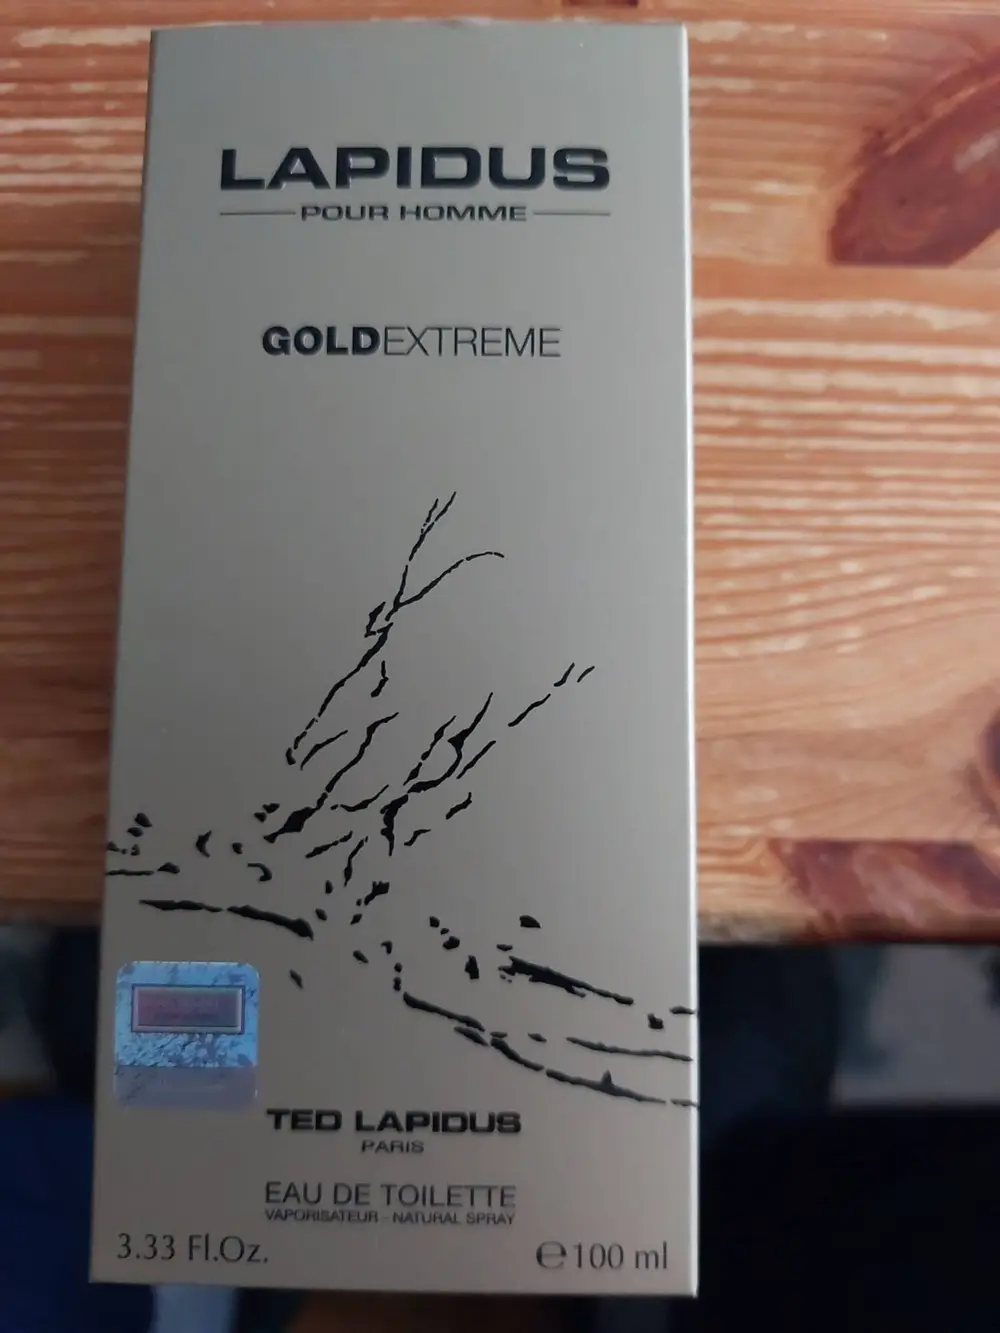 LAPIDUS
POUR HOMME
GOLDEXTREME
TED LAPIDUS
PARIS
EAU DE TOILETTE
VAPORISATEUR - NATURAL SPRAY
3.33 Fl.Oz.
℮100 ml